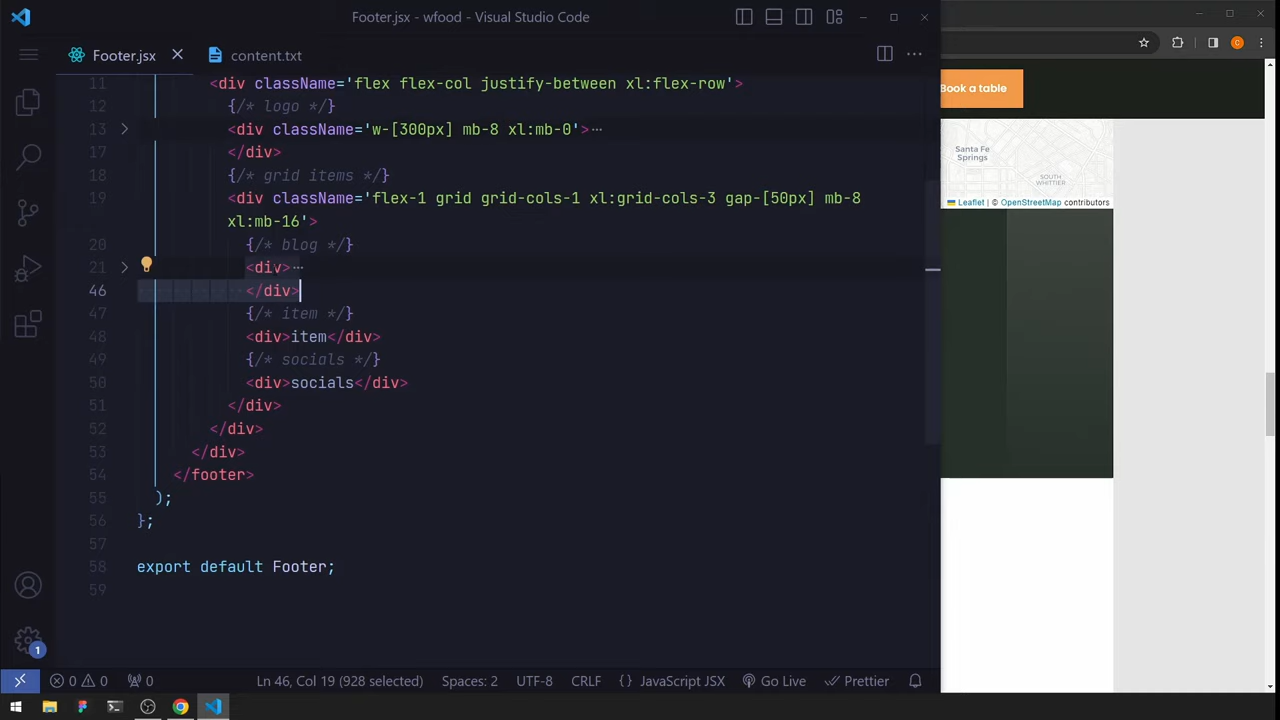 Footer.jsx - wfood - Visual Studio Code
Footer.jsx
content.txt
11 <div className='flex flex-col justify-between xl:flex-row'>
12 {/* logo */}
13 <div className='w-[300px] mb-8 xl:mb-0'>⋯
17 </div>
18 {/* grid items */}
19 <div className='flex-1 grid grid-cols-1 xl:grid-cols-3 gap-[50px] mb-8
xl:mb-16'>
20 {/* blog */}
21 <div>⋯
46 </div>
47 {/* item */}
48 <div>item</div>
49 {/* socials */}
50 <div>socials</div>
51 </div>
52 </div>
53 </div>
54 </footer>
55 );
56 };
57
58 export default Footer;
59
1
0 0 0 Ln 46, Col 19 (928 selected) Spaces: 2 UTF-8 CRLF {} JavaScript JSX Go Live Prettier
C
Book a table
Santa Fe
Springs
SOUTH
WHITTIER
Leaflet | © OpenStreetMap contributors